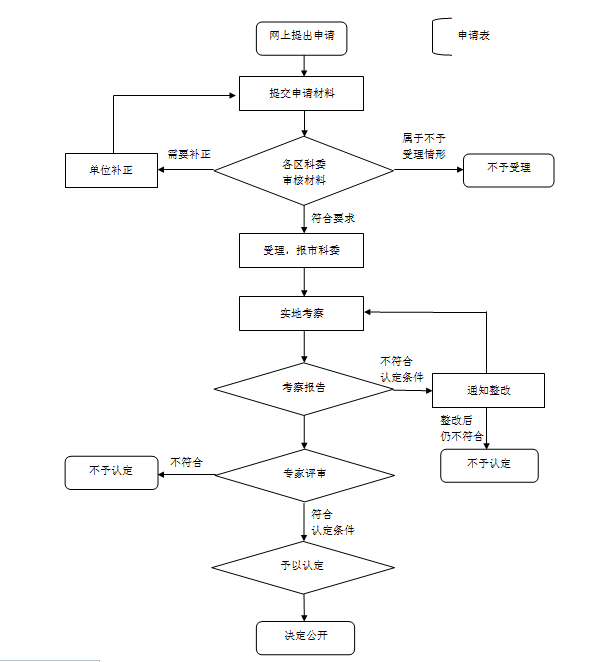 网上提出申请
申请表
提交申请材料
属于不予
受理情形
需要补正
各区科委
审核材料
单位补正
不予受理
符合要求
受理，报市科委
实地考察
不符合
认定条件
考察报告
通知整改
整改后
仍不符合
不符合
不予认定
专家评审
不予认定
符合
认定条件
予以认定
决定公开